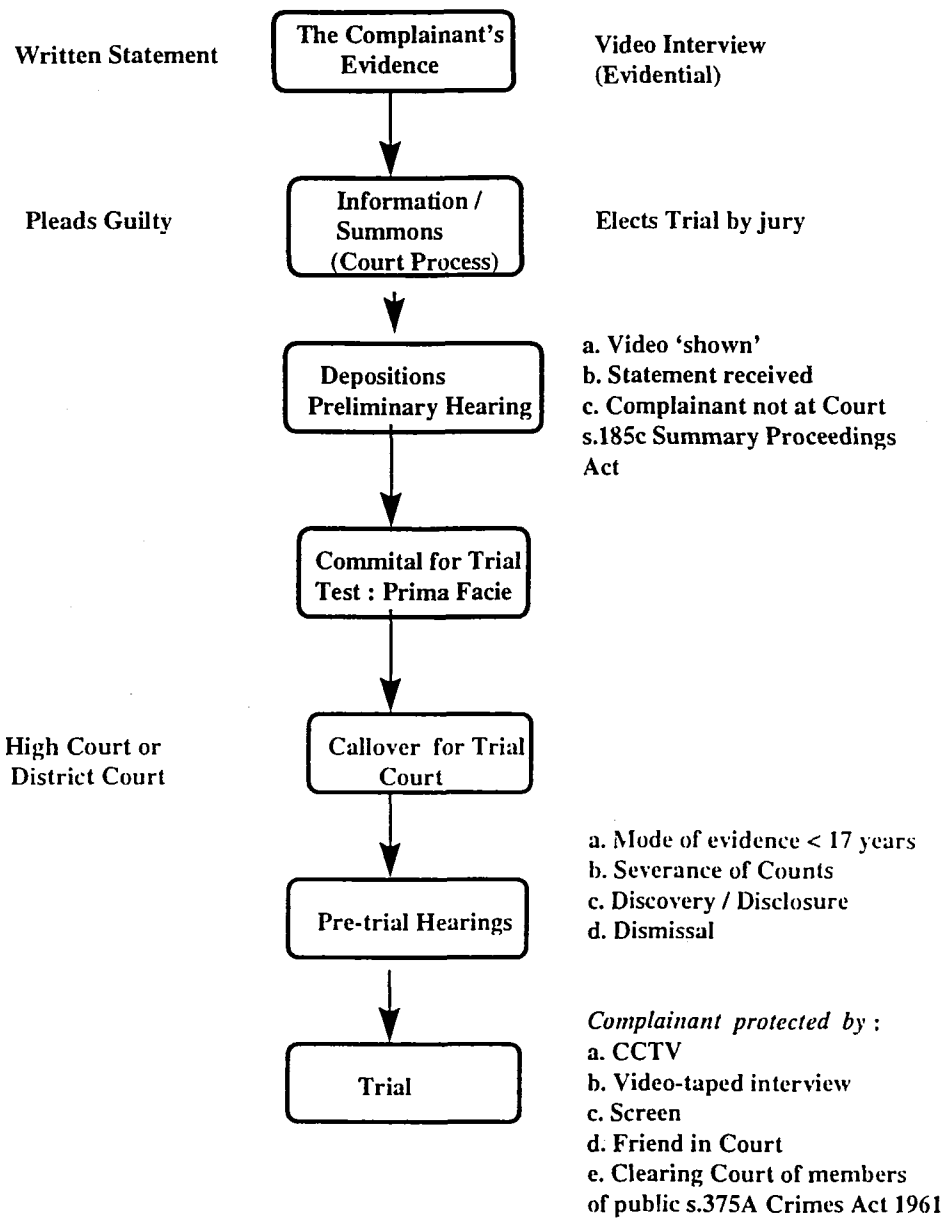 Written Statement
The Complainant's
Evidence
Video Interview
(Evidential)
Pleads Guilty
Information /
Summons
(Court Process)
Elects Trial by jury
Depositions
Preliminary Hearing
a. Video ‘shown’
b. Statement received
c. Complainant not at Court
s.185c Summary Proceedings
Act
Commital for Trial
Test : Prima Facie
High Court or
District Court
Callover for Trial
Court
Pre-trial Hearings
a. Mode of evidence < 17 years
b. Severance of Counts
c. Discovery / Disclosure
d. Dismissal
Trial
Complainant protected by :
a. CCTV
b. Video-taped interview
c. Screen
d. Friend in Court
e. Clearing Court of members
of public s.375A Crimes Act 1961